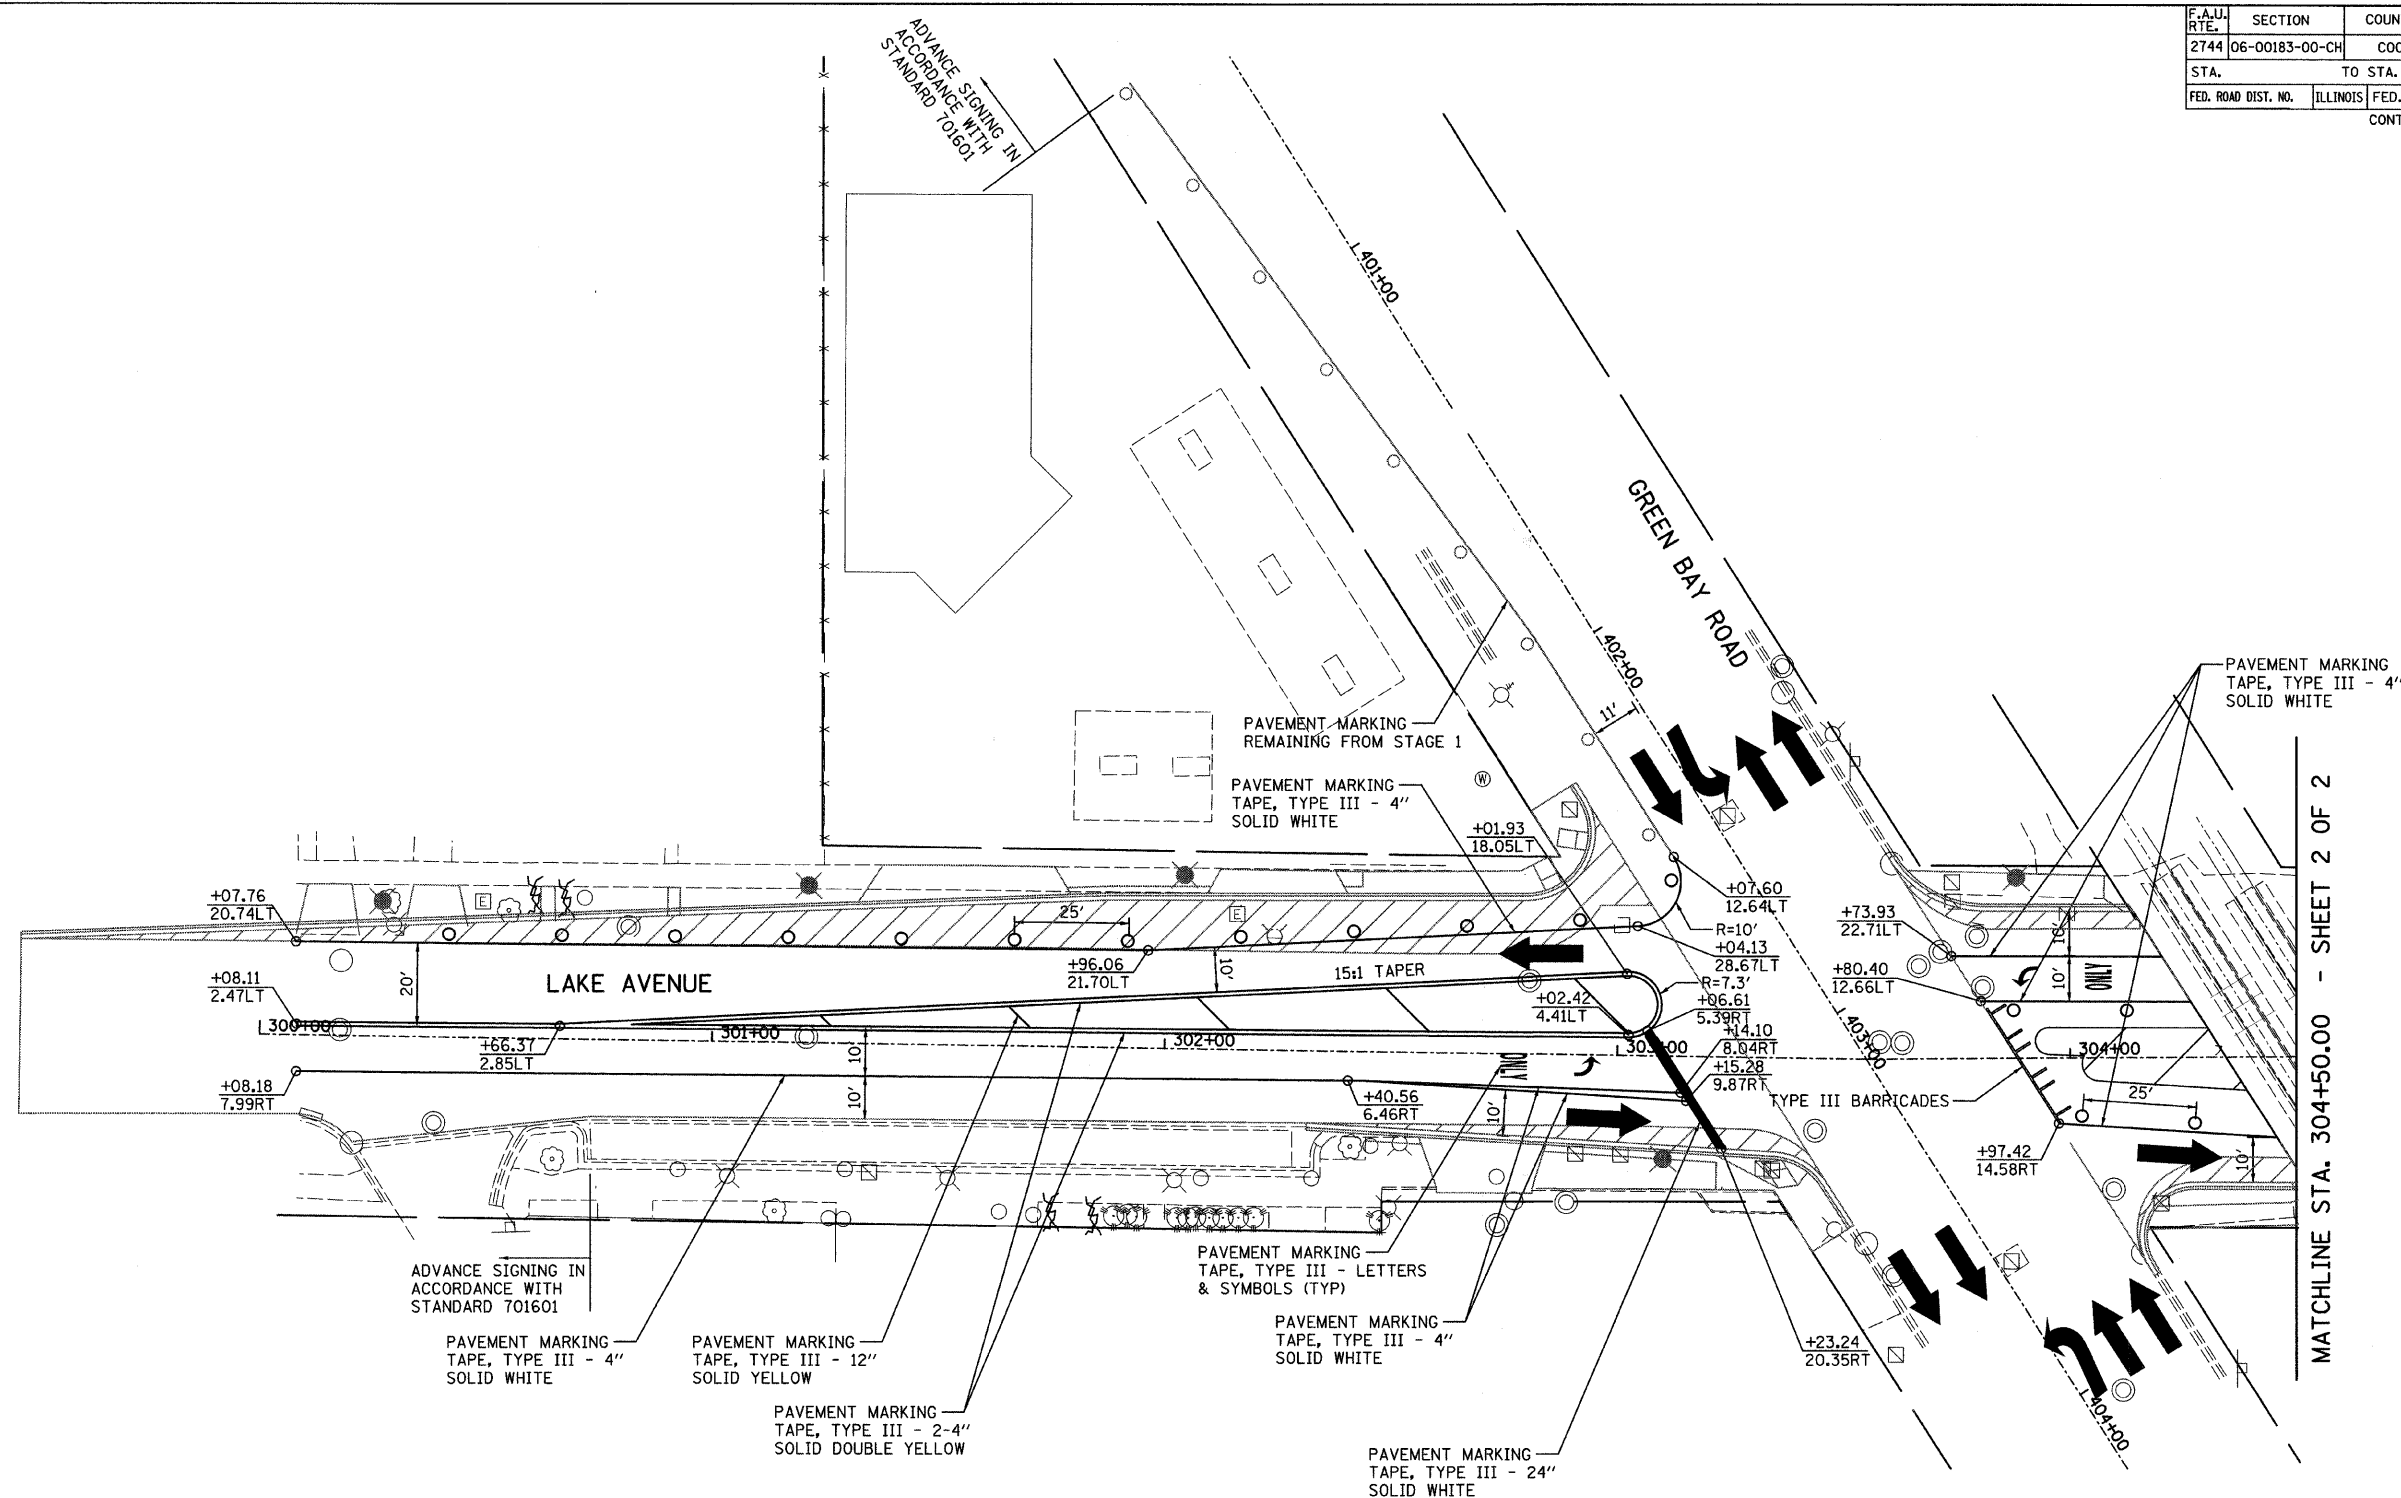 F.A.U. RTE. SECTION COUN
2744 06-00183-00-CH COO
STA. TO STA.
FED. ROAD DIST. NO. ILLINOIS FED.
CONT
ADVANCE SIGNING IN
ACCORDANCE WITH
STANDARD 701601
401+00
GREEN BAY ROAD
402+00
PAVEMENT MARKING
TAPE, TYPE III - 4"
SOLID WHITE
11'
PAVEMENT MARKING
REMAINING FROM STAGE 1
W
PAVEMENT MARKING
TAPE, TYPE III - 4"
SOLID WHITE
+01.93
18.05LT
+07.60
12.64LT
R=10'
+04.13
28.67LT
R=7.3'
+06.61
5.39RT
+14.10
8.04RT
+15.28
9.87RT
+07.76
20.74LT
E
25'
E
+73.93
22.71LT
10'
ONLY
10'
+80.40
12.66LT
+08.11
2.47LT
20'
LAKE AVENUE
+96.06
21.70LT
10'
15:1 TAPER
+02.42
4.41LT
300+00
+66.37
2.85LT
301+00
10'
302+00
303+00
403+00
304+00
+08.18
7.99RT
10'
ONLY
+40.56
6.46RT
10'
TYPE III BARRICADES
25'
+97.42
14.58RT
10'
MATCHLINE STA. 304+50.00 - SHEET 2 OF 2
ADVANCE SIGNING IN
ACCORDANCE WITH
STANDARD 701601
PAVEMENT MARKING
TAPE, TYPE III - 4"
SOLID WHITE
PAVEMENT MARKING
TAPE, TYPE III - 12"
SOLID YELLOW
PAVEMENT MARKING
TAPE, TYPE III - 2-4"
SOLID DOUBLE YELLOW
PAVEMENT MARKING
TAPE, TYPE III - LETTERS
& SYMBOLS (TYP)
PAVEMENT MARKING
TAPE, TYPE III - 4"
SOLID WHITE
+23.24
20.35RT
404+00
PAVEMENT MARKING
TAPE, TYPE III - 24"
SOLID WHITE